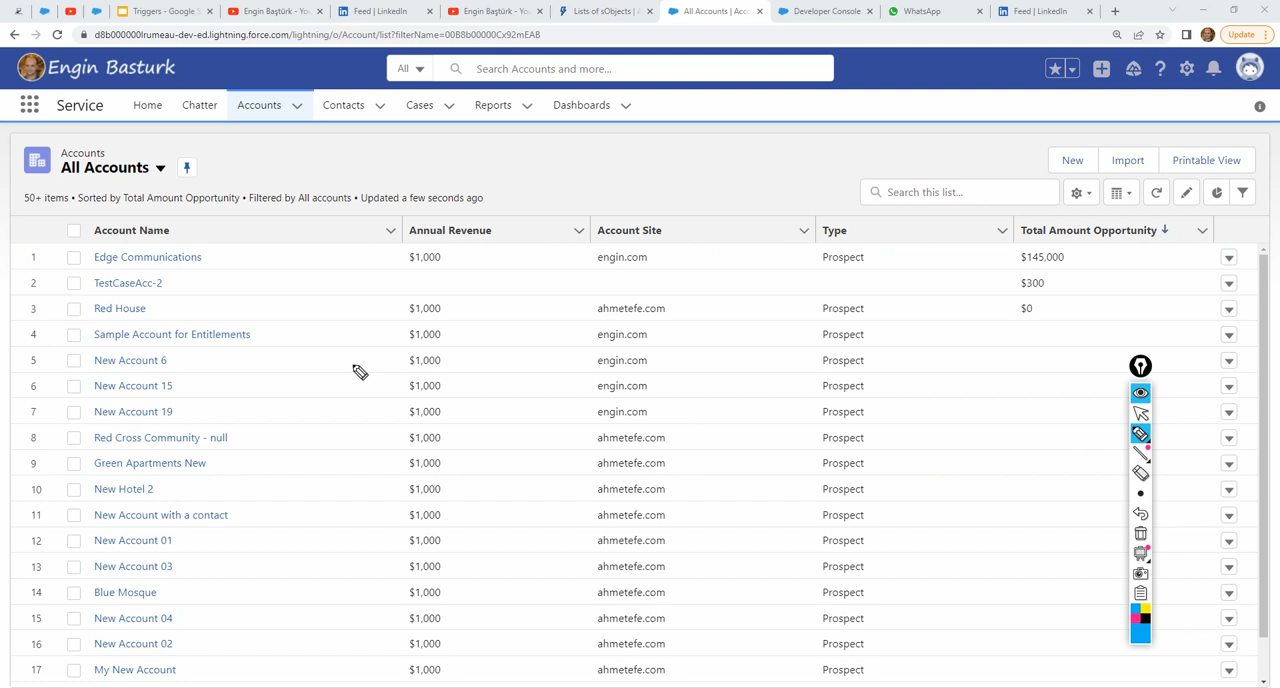 Triggers - Google S
Engin Baştürk - Yo
Feed | LinkedIn
Engin Baştürk - Yo
Lists of sObjects | A
All Accounts | Acc
Developer Console
WhatsApp
Feed | LinkedIn
d8b000000lrumeau-dev-ed.lightning.force.com/lightning/o/Account/list?filterName=00B8b00000Cx92mEAB
Update
Engin Basturk
All
Search Accounts and more...
Service
Home
Chatter
Accounts
Contacts
Cases
Reports
Dashboards
Accounts
All Accounts
New
Import
Printable View
50+ items • Sorted by Total Amount Opportunity • Filtered by All accounts • Updated a few seconds ago
Search this list...
Account Name Annual Revenue Account Site Type Total Amount Opportunity
1 Edge Communications $1,000 engin.com Prospect $145,000
2 TestCaseAcc-2 $300
3 Red House $1,000 ahmetefe.com Prospect $0
4 Sample Account for Entitlements $1,000 engin.com Prospect
5 New Account 6 $1,000 engin.com Prospect
6 New Account 15 $1,000 engin.com Prospect
7 New Account 19 $1,000 engin.com Prospect
8 Red Cross Community - null $1,000 ahmetefe.com Prospect
9 Green Apartments New $1,000 ahmetefe.com Prospect
10 New Hotel 2 $1,000 ahmetefe.com Prospect
11 New Account with a contact $1,000 ahmetefe.com Prospect
12 New Account 01 $1,000 ahmetefe.com Prospect
13 New Account 03 $1,000 ahmetefe.com Prospect
14 Blue Mosque $1,000 ahmetefe.com Prospect
15 New Account 04 $1,000 ahmetefe.com Prospect
16 New Account 02 $1,000 ahmetefe.com Prospect
17 My New Account $1,000 ahmetefe.com Prospect